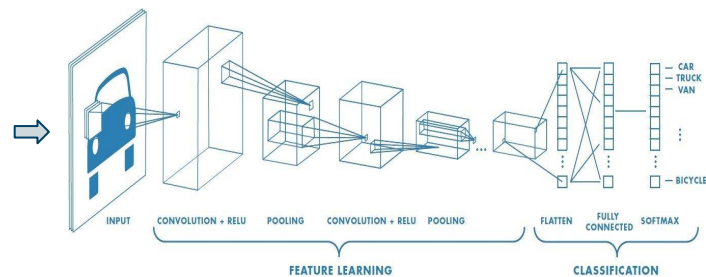 CAR
TRUCK
VAN
BICYCLE
INPUT
CONVOLUTION + RELU
POOLING
CONVOLUTION + RELU
POOLING
FLATTEN
FULLY
CONNECTED
SOFTMAX
FEATURE LEARNING
CLASSIFICATION